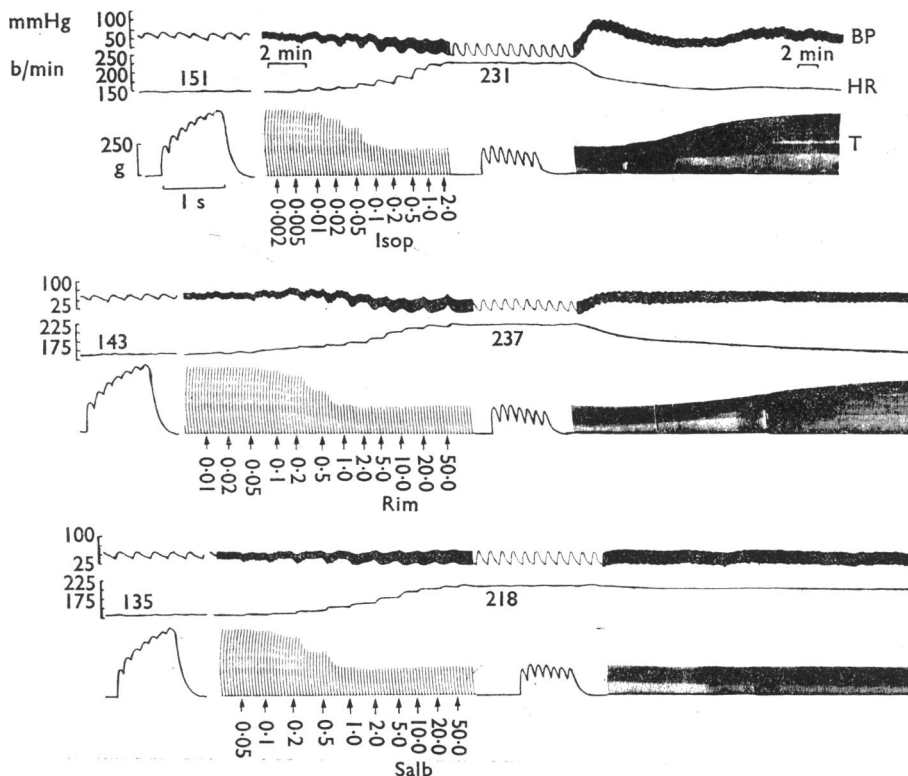 mmHg 100 50 BP
2 min 2 min
b/min 250 200 150 151 231 HR
250 g T
1 s
0·002 0·005 0·01 0·02 0·05 0·1 0·2 0·5 1·0 2·0
Isop
100 25
225 175 143 237
0·01 0·02 0·05 0·1 0·2 0·5 1·0 2·0 5·0 10·0 20·0 50·0
Rim
100 25
225 175 135 218
0·05 0·1 0·2 0·5 1·0 2·0 5·0 10·0 20·0 50·0
Salb